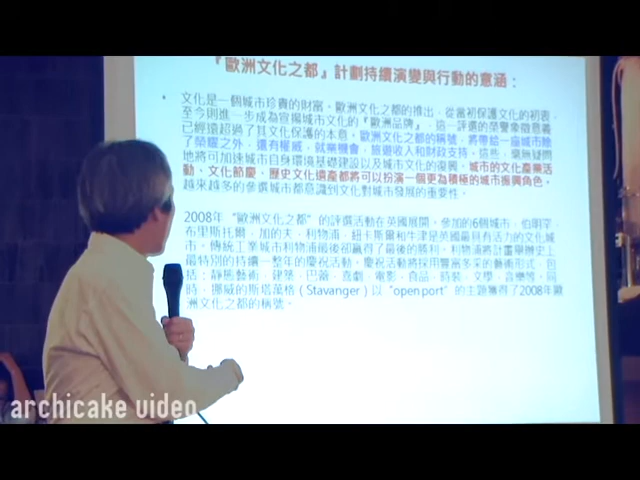 『歐洲文化之都』計劃持續演變與行動的意涵：
• 文化是一個城市珍貴的財富。歐洲文化之都的推出，從當初保護文化的初衷，
至今則進一步成為宣揚城市文化的『歐洲品牌』，這一評選的榮譽象徵意義
已經遠超過了其文化保護的本意。歐洲文化之都的稱號，將帶給一座城市除
了榮耀之外，還有權威，就業機會，旅遊收入和財政支持，這些，毫無疑問
地將可加速城市自身環境基礎建設以及城市文化的復興。城市的文化產業活
動、文化節慶、歷史文化遺產都將可以扮演一個更為積極的城市振興角色。
越來越多的參選城市都意識到文化對城市發展的重要性。
2008年“歐洲文化之都”的評選活動在英國展開。參加的6個城市，伯明罕，
布里斯托爾，加的夫，利物浦，紐卡斯爾和牛津是英國最具有活力的文化城
市。傳統工業城市利物浦最後卻贏得了最後的勝利。利物浦將計畫舉辦史上
最特別的持續一整年的慶祝活動。慶祝活動將採用豐富多采的藝術形式，包
括：靜態藝術，建築，芭蕾，喜劇，電影，食品，時裝，文學，音樂等。同
時，挪威的斯塔萬格（Stavanger）以“open port”的主題獲得了2008年歐
洲文化之都的稱號。
archicake video